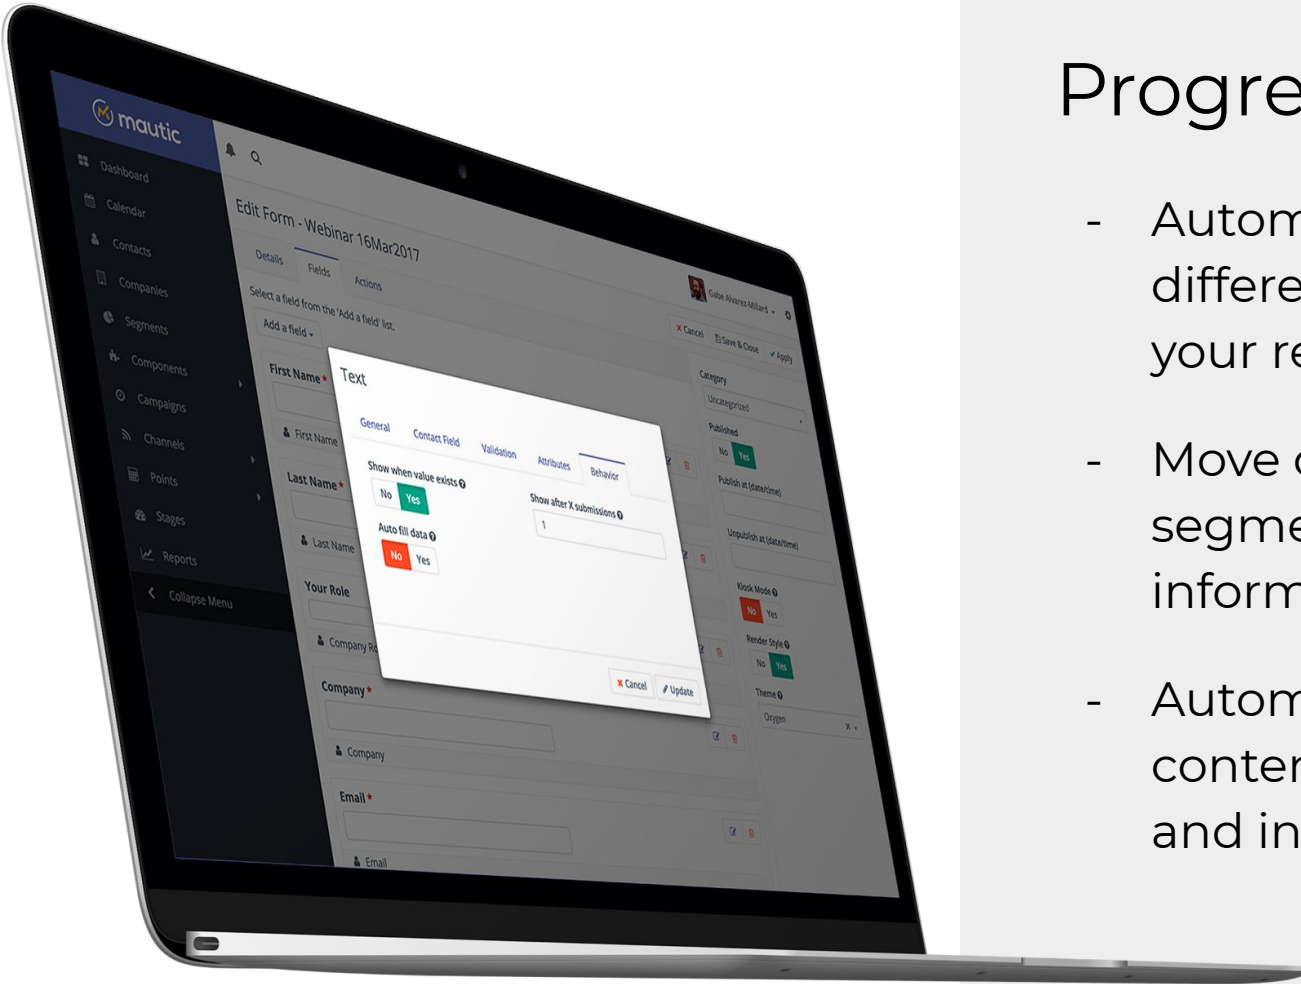 mautic
Dashboard
Calendar
Contacts
Companies
Segments
Components
Campaigns
Channels
Points
Stages
Reports
Collapse Menu
Edit Form - Webinar 16Mar2017
Gabe Alvarez-Millard
Details Fields Actions
x Cancel Save & Close Apply
Select a field from the 'Add a field' list.
Add a field
First Name *
First Name
Last Name *
Last Name
Your Role
Company
Company *
Company
Email *
Email
Text
General Contact Field Validation Attributes Behavior
Show when value exists
No Yes
Show after X submissions
1
Auto fill data
No Yes
x Cancel Update
Category
Uncategorized
Published
No Yes
Publish at (date/time)
Unpublish at (date/time)
Kiosk Mode
No Yes
Render Style
No Yes
Theme
Oxygen x
Progre
- Autom
differe
your re
- Move
segme
inform
- Autom
conten
and in